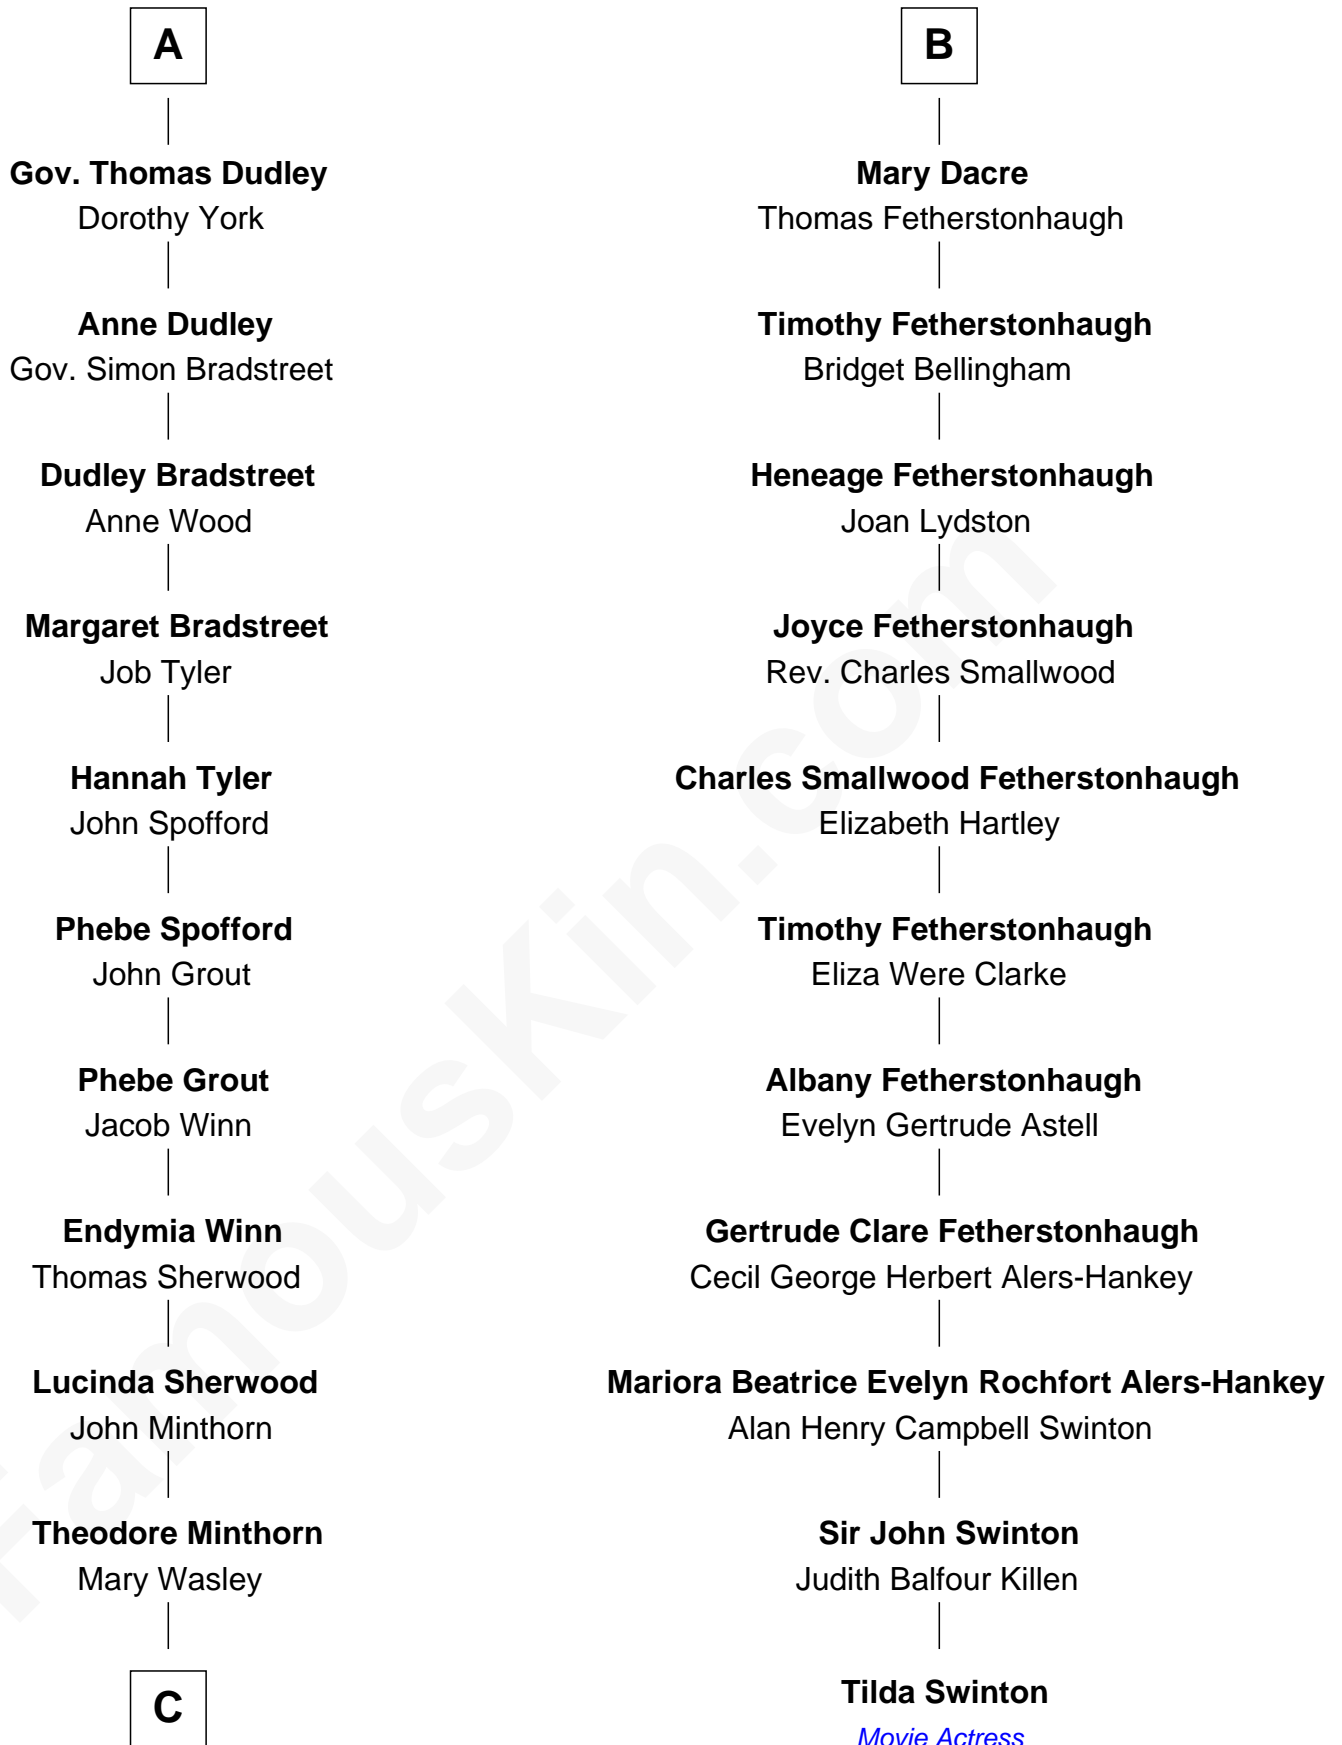 A
Gov. Thomas Dudley
Dorothy York
Anne Dudley
Gov. Simon Bradstreet
Dudley Bradstreet
Anne Wood
Margaret Bradstreet
Job Tyler
Hannah Tyler
John Spofford
Phebe Spofford
John Grout
Phebe Grout
Jacob Winn
Endymia Winn
Thomas Sherwood
Lucinda Sherwood
John Minthorn
Theodore Minthorn
Mary Wasley
C
B
Mary Dacre
Thomas Fetherstonhaugh
Timothy Fetherstonhaugh
Bridget Bellingham
Heneage Fetherstonhaugh
Joan Lydston
Joyce Fetherstonhaugh
Rev. Charles Smallwood
Charles Smallwood Fetherstonhaugh
Elizabeth Hartley
Timothy Fetherstonhaugh
Eliza Were Clarke
Albany Fetherstonhaugh
Evelyn Gertrude Astell
Gertrude Clare Fetherstonhaugh
Cecil George Herbert Alers-Hankey
Mariora Beatrice Evelyn Rochfort Alers-Hankey
Alan Henry Campbell Swinton
Sir John Swinton
Judith Balfour Killen
Tilda Swinton
Movie Actress
FamousKin.com